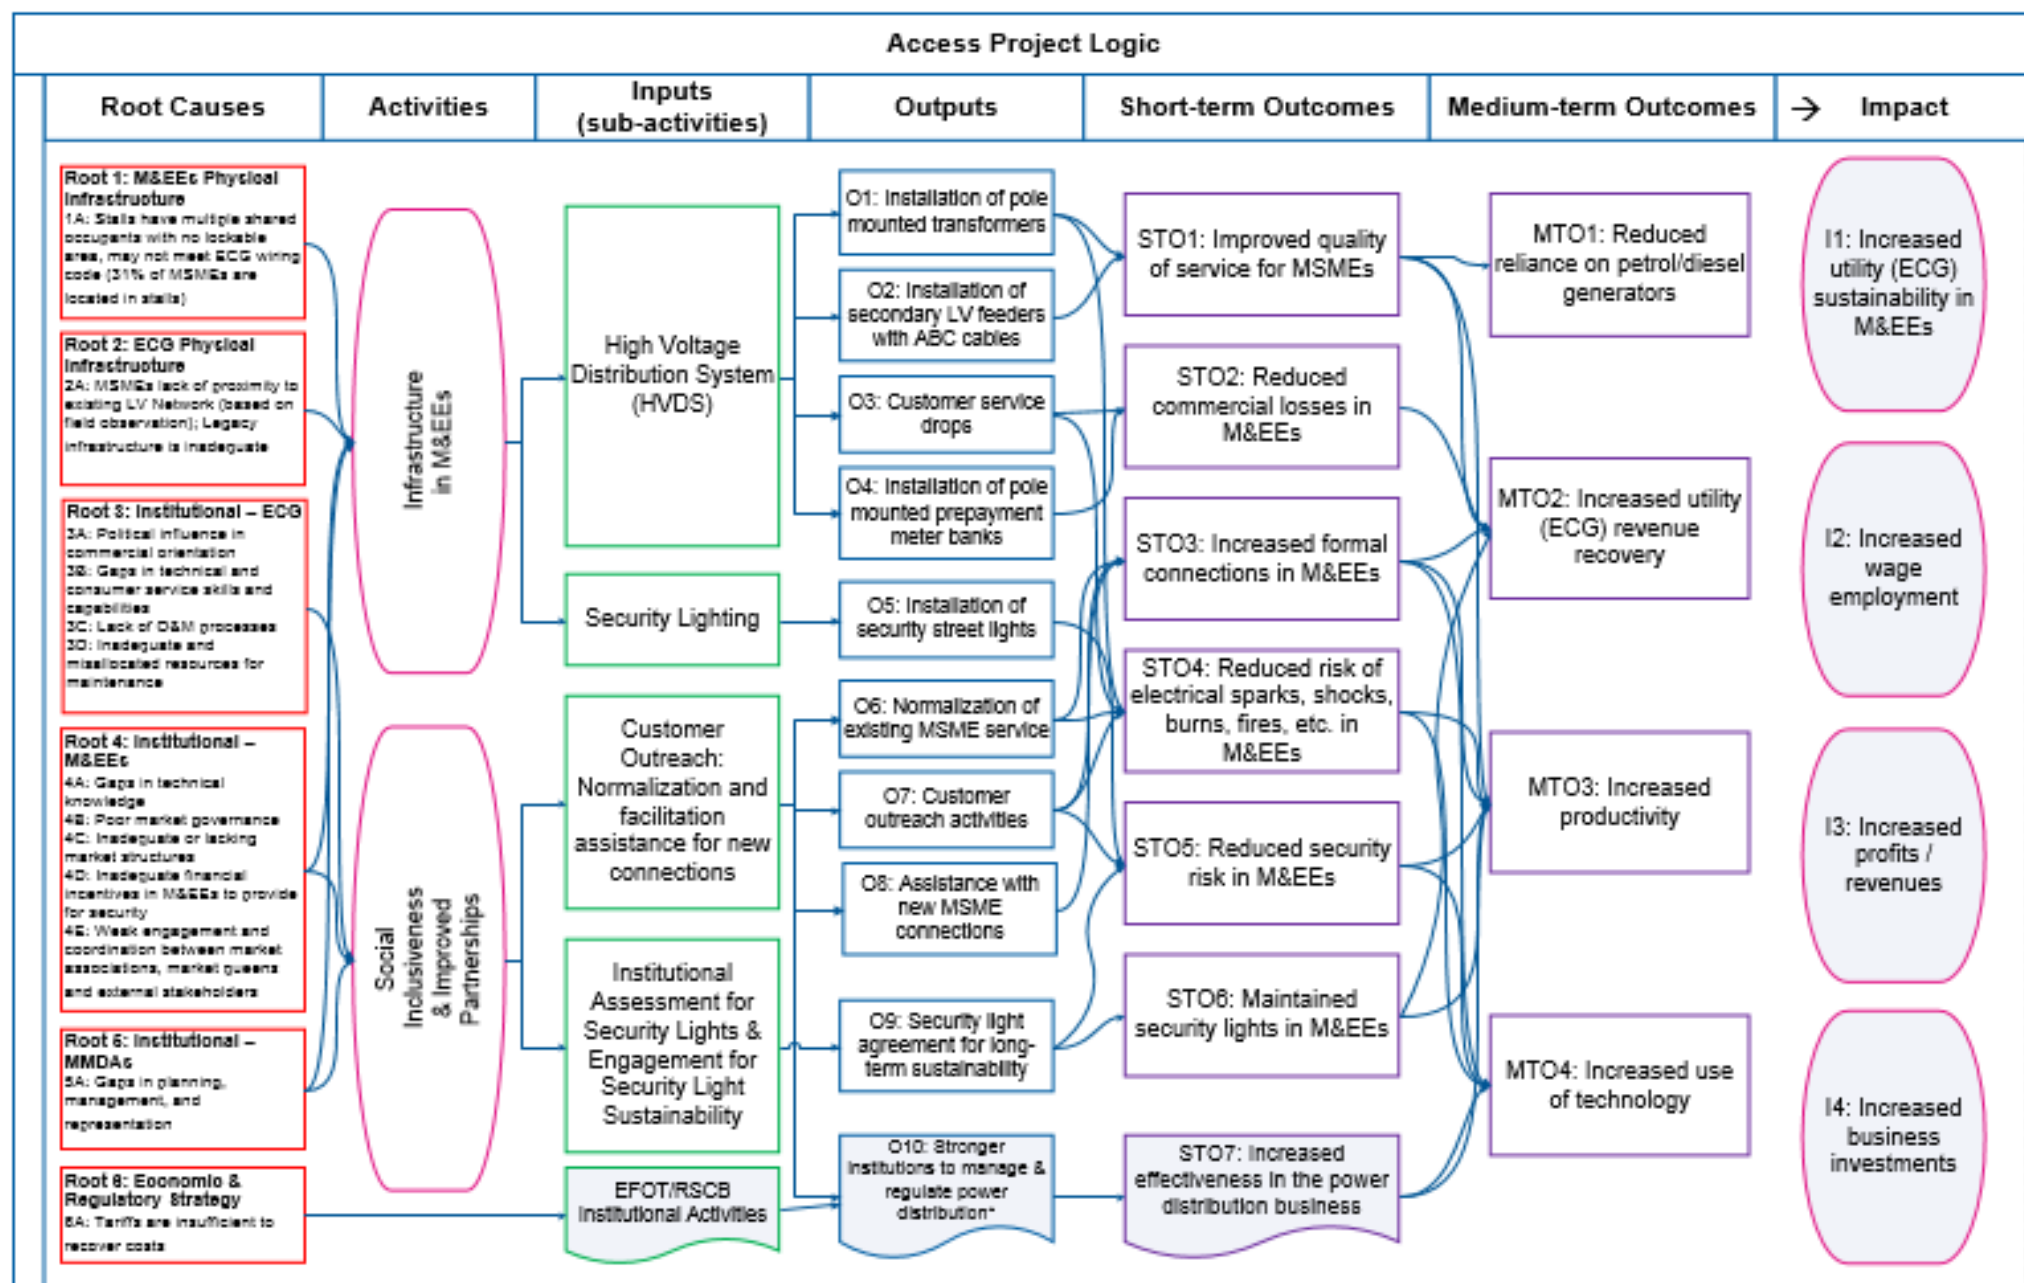 Access Project Logic
Root Causes
Activities
Inputs
(sub-activities)
Outputs
Short-term Outcomes
Medium-term Outcomes
→ Impact
Root 1: M&EEs Physical
Infrastructure
1A: Stalls have multiple shared
occupants with no lockable
area, may not meet ECG wiring
code (31% of MSMEs are
located in stalls)
Root 2: ECG Physical
Infrastructure
2A: MSMEs lack of proximity to
existing LV Network (based on
field observation); Legacy
infrastructure is inadequate
Root 3: Institutional – ECG
3A: Political influence in
commercial orientation
3B: Gaps in technical and
consumer service skills and
capabilities
3C: Lack of O&M processes
3D: Inadequate and
misallocated resources for
maintenance
Root 4: Institutional –
M&EEs
4A: Gaps in technical
knowledge
4B: Poor market governance
4C: Inadequate or lacking
market structures
4D: Inadequate financial
incentives in M&EEs to provide
for security
4E: Weak engagement and
coordination between market
associations, market queens
and external stakeholders
Root 5: Institutional –
MMDAs
5A: Gaps in planning,
management, and
representation
Root 6: Economic &
Regulatory Strategy
6A: Tariffs are insufficient to
recover costs
Infrastructure
in M&EEs
Social
Inclusiveness
& Improved
Partnerships
High Voltage
Distribution System
(HVDS)
Security Lighting
Customer
Outreach:
Normalization and
facilitation
assistance for new
connections
Institutional
Assessment for
Security Lights &
Engagement for
Security Light
Sustainability
EFOT/RSCB
Institutional Activities
O1: Installation of pole
mounted transformers
O2: Installation of
secondary LV feeders
with ABC cables
O3: Customer service
drops
O4: Installation of pole
mounted prepayment
meter banks
O5: Installation of
security street lights
O6: Normalization of
existing MSME service
O7: Customer
outreach activities
O8: Assistance with
new MSME
connections
O9: Security light
agreement for long-
term sustainability
O10: Stronger
institutions to manage &
regulate power
distribution*
STO1: Improved quality
of service for MSMEs
STO2: Reduced
commercial losses in
M&EEs
STO3: Increased formal
connections in M&EEs
STO4: Reduced risk of
electrical sparks, shocks,
burns, fires, etc. in
M&EEs
STO5: Reduced security
risk in M&EEs
STO6: Maintained
security lights in M&EEs
STO7: Increased
effectiveness in the power
distribution business
MTO1: Reduced
reliance on petrol/diesel
generators
MTO2: Increased utility
(ECG) revenue
recovery
MTO3: Increased
productivity
MTO4: Increased use
of technology
I1: Increased
utility (ECG)
sustainability in
M&EEs
I2: Increased
wage
employment
I3: Increased
profits /
revenues
I4: Increased
business
investments